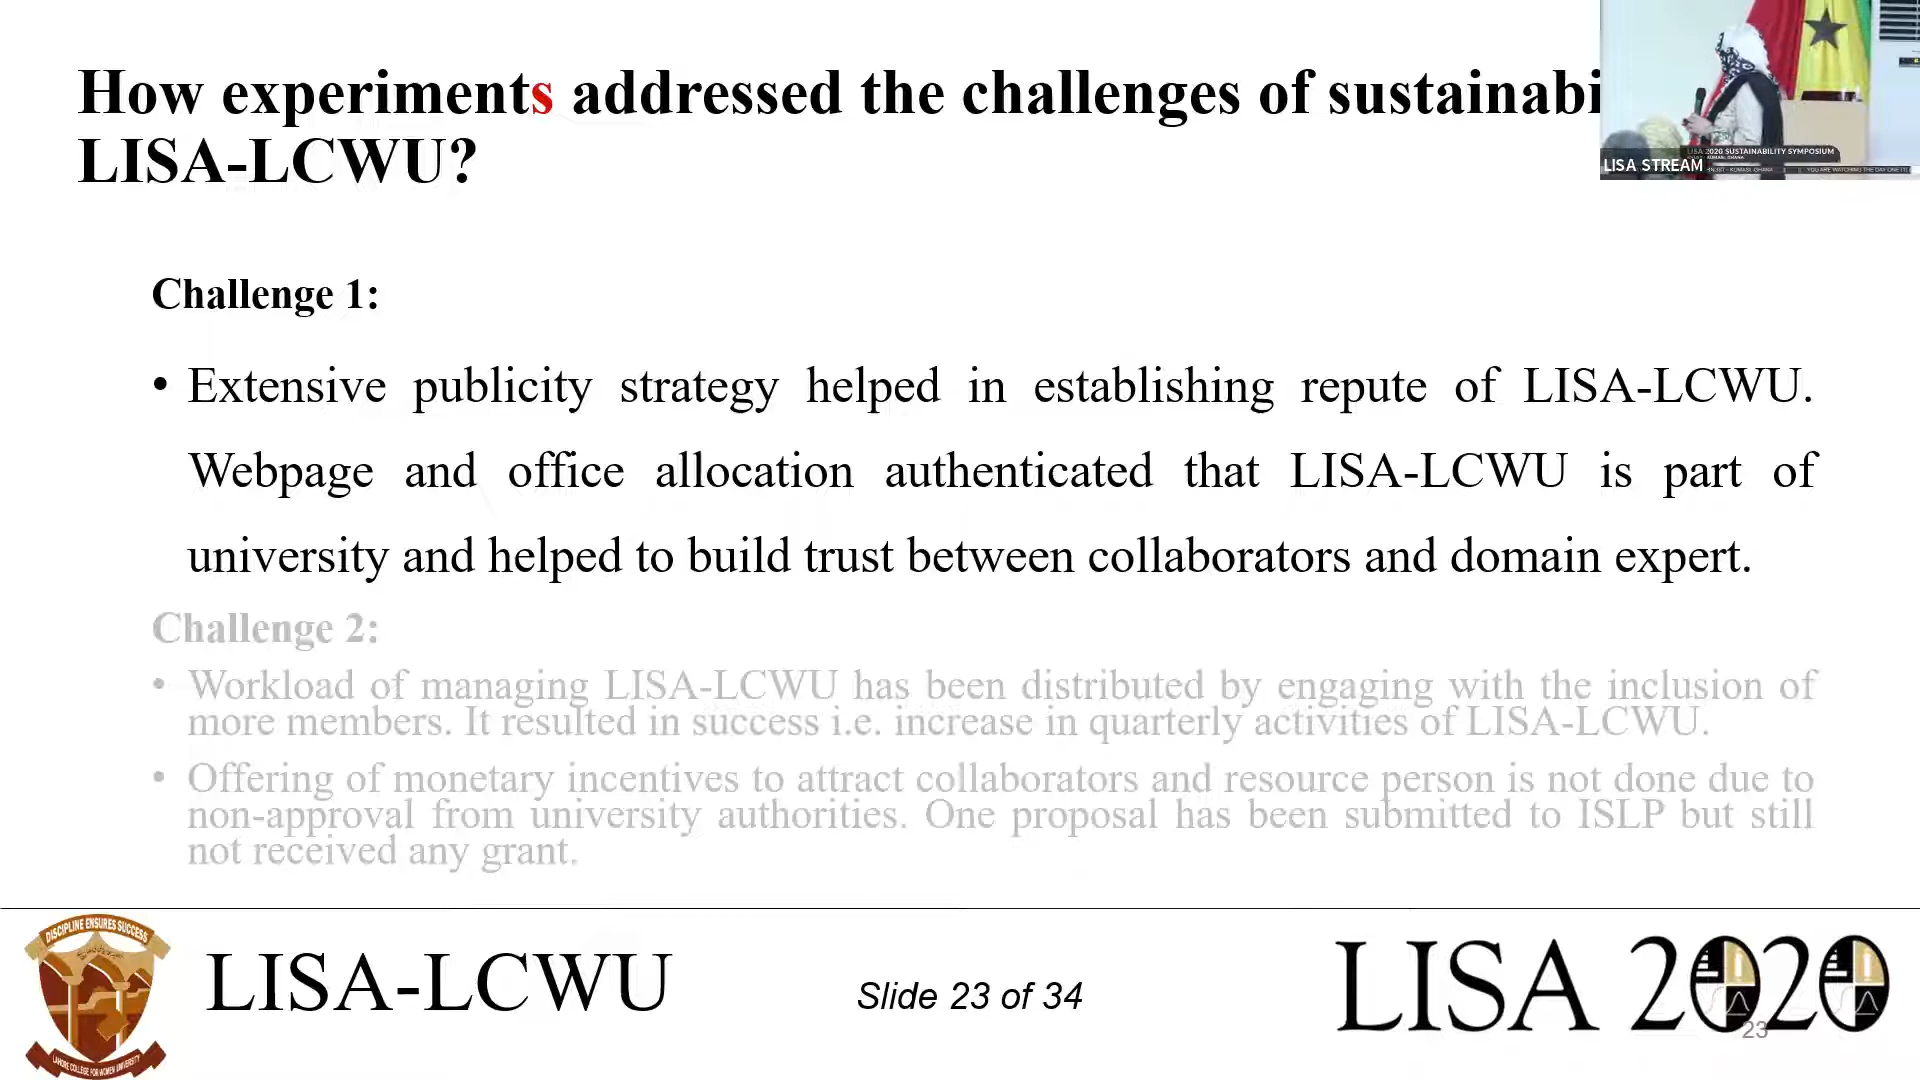 How experiments addressed the challenges of sustainabi
LISA-LCWU?
LISA 2020 SUSTAINABILITY SYMPOSIUM
LISA STREAM
Challenge 1:
• Extensive publicity strategy helped in establishing repute of LISA-LCWU.
Webpage and office allocation authenticated that LISA-LCWU is part of
university and helped to build trust between collaborators and domain expert.
Challenge 2:
• Workload of managing LISA-LCWU has been distributed by engaging with the inclusion of
more members. It resulted in success i.e. increase in quarterly activities of LISA-LCWU.
• Offering of monetary incentives to attract collaborators and resource person is not done due to
non-approval from university authorities. One proposal has been submitted to ISLP but still
not received any grant.
DISCIPLINE ENSURES SUCCESS
LAHORE COLLEGE FOR WOMEN UNIVERSITY
LISA-LCWU
Slide 23 of 34
LISA 2020
23